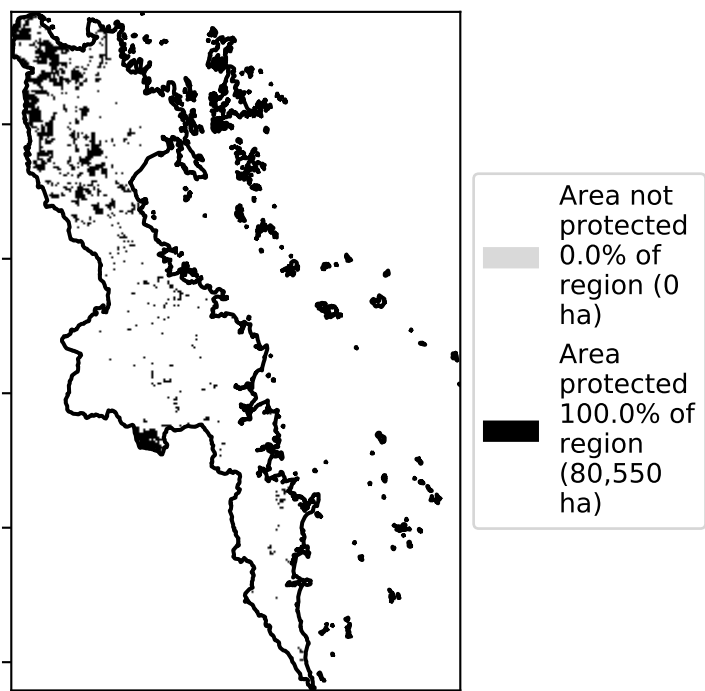 Area not
protected
0.0% of
region (0
ha)
Area
protected
100.0% of
region
(80,550
ha)